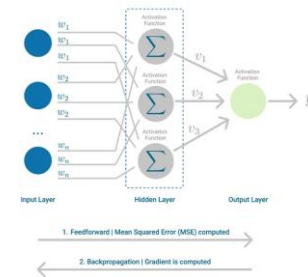 w₁
w₁
w₁
w₂
w₂
w₂
...
wₙ
wₙ
wₙ
Activation
Function
Σ
Activation
Function
Σ
Activation
Function
Σ
v₁
v₂
v₃
Activation
Function
Input Layer
Hidden Layer
Output Layer
1. Feedforward | Mean Squared Error (MSE) computed
2. Backpropagation | Gradient is computed